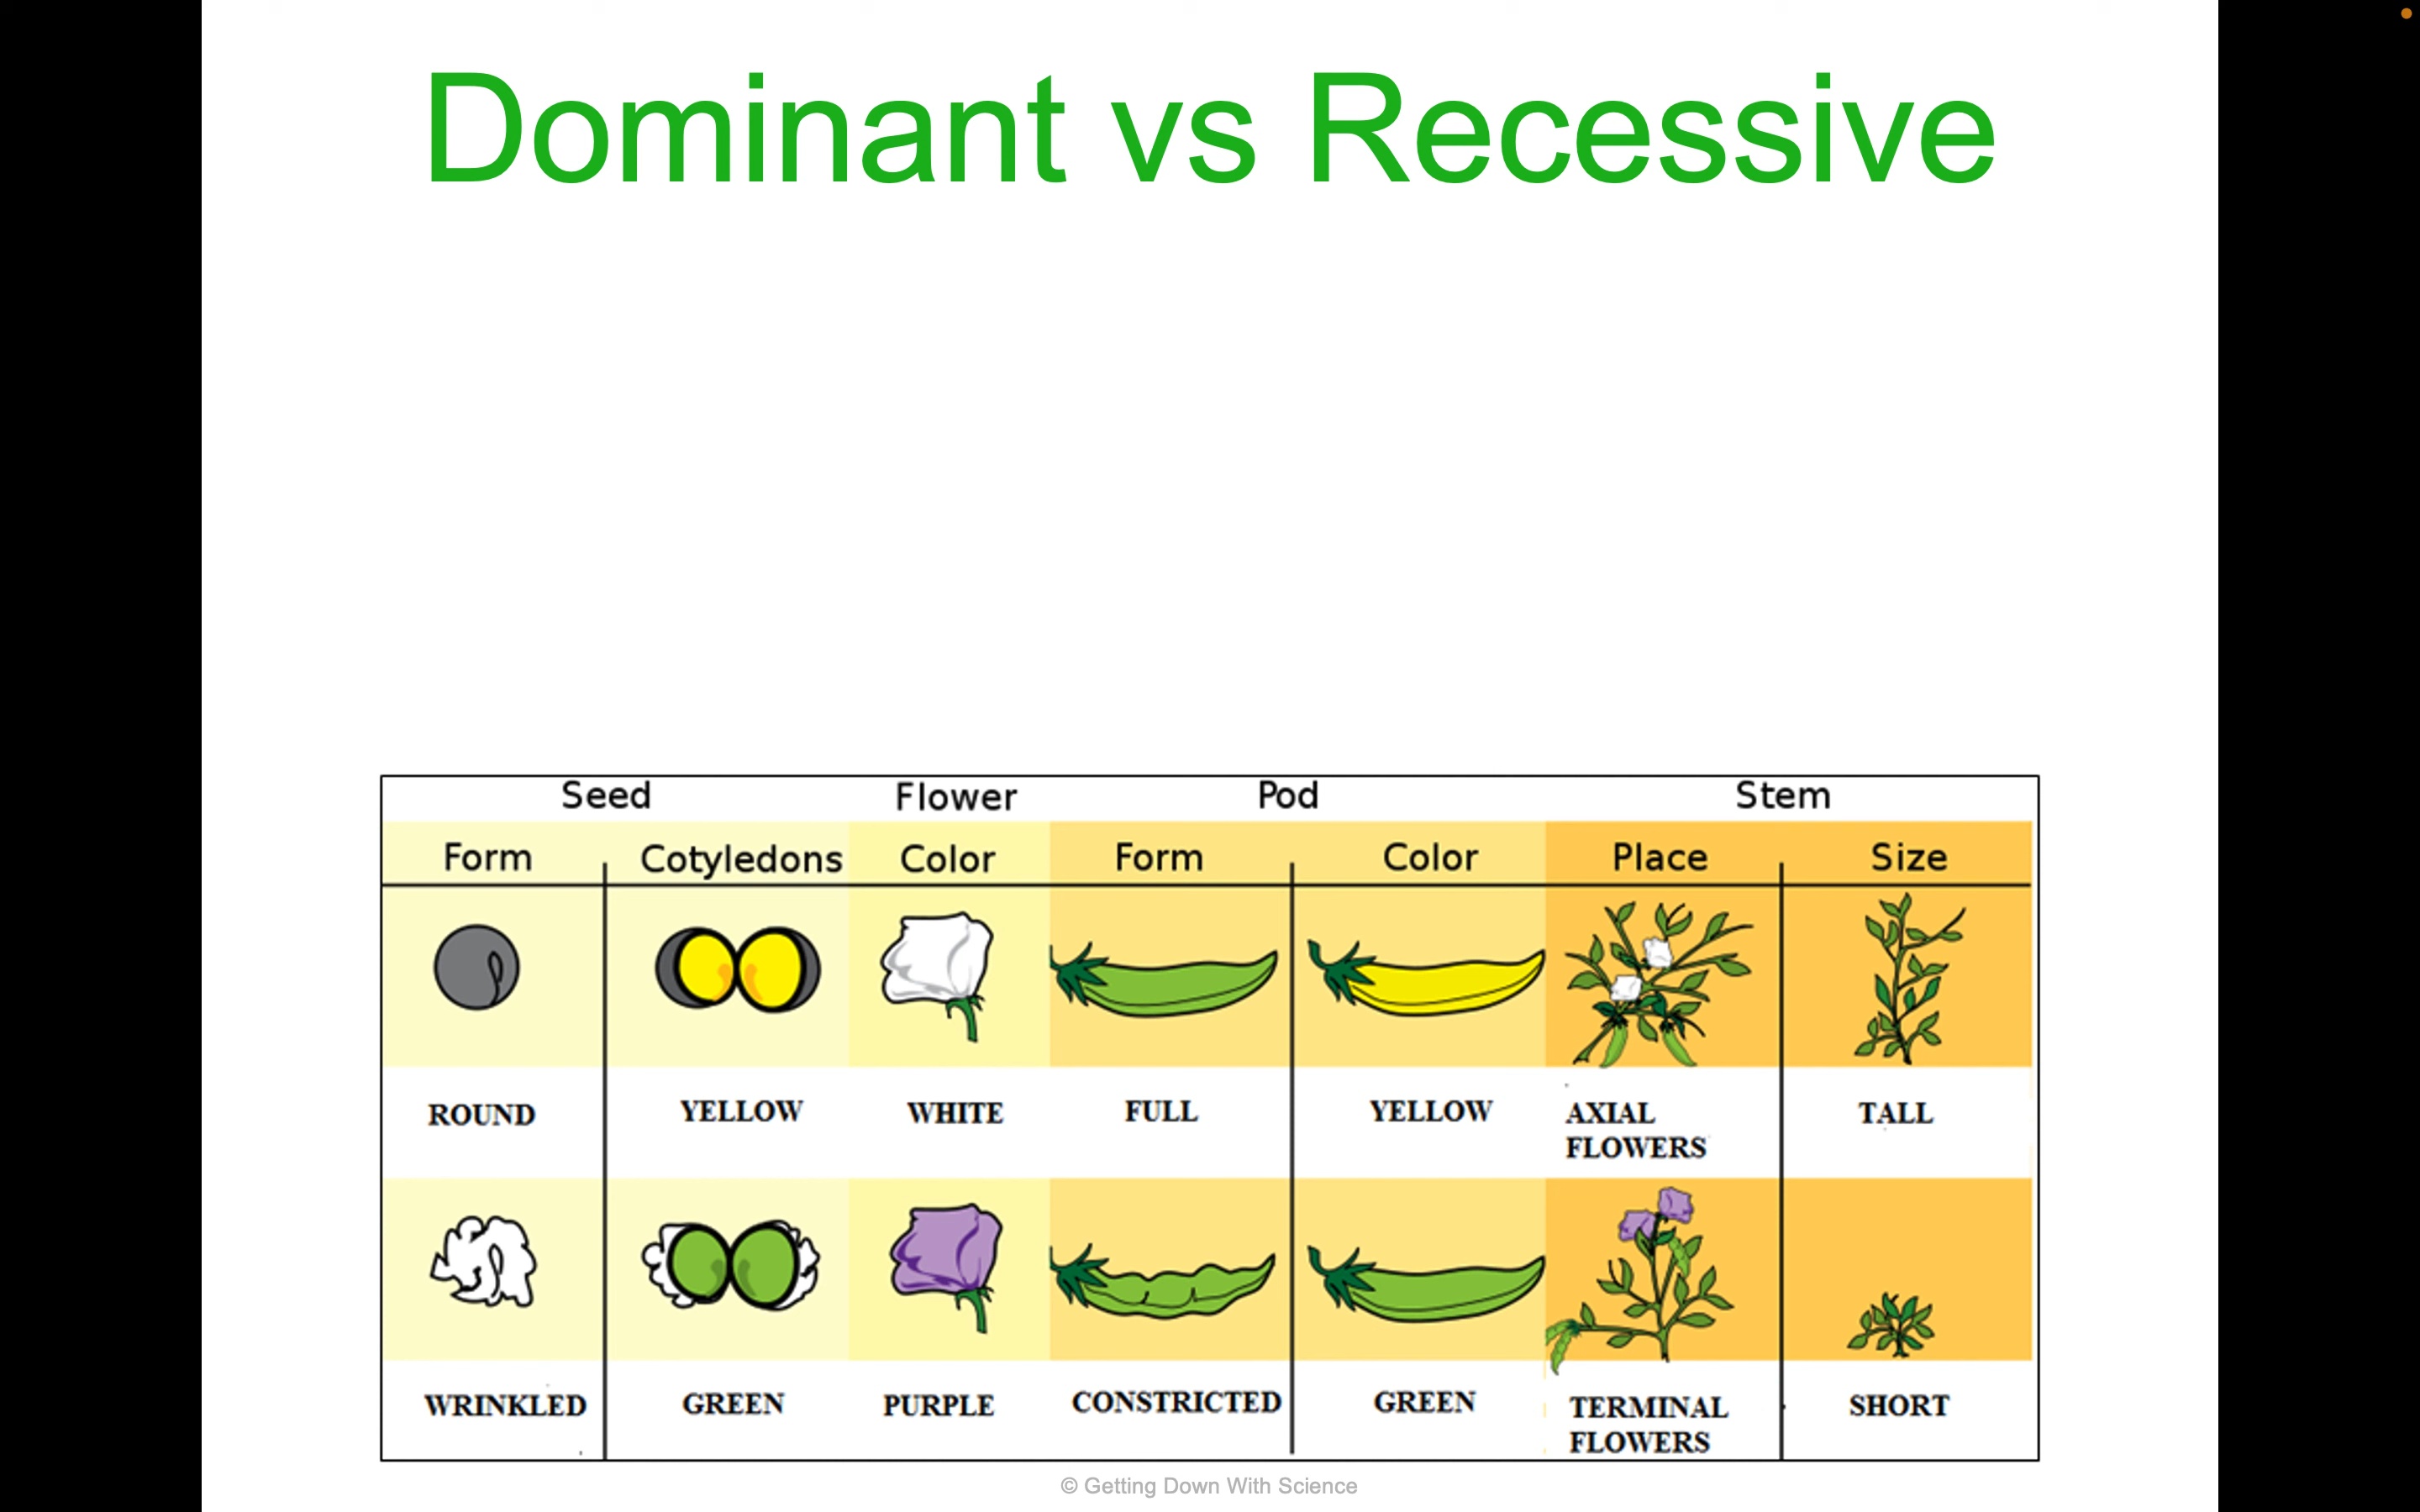 Dominant vs Recessive
Seed Flower Pod Stem
Form Cotyledons Color Form Color Place Size
ROUND YELLOW WHITE FULL YELLOW AXIAL TALL
FLOWERS
WRINKLED GREEN PURPLE CONSTRICTED GREEN TERMINAL SHORT
FLOWERS
© Getting Down With Science